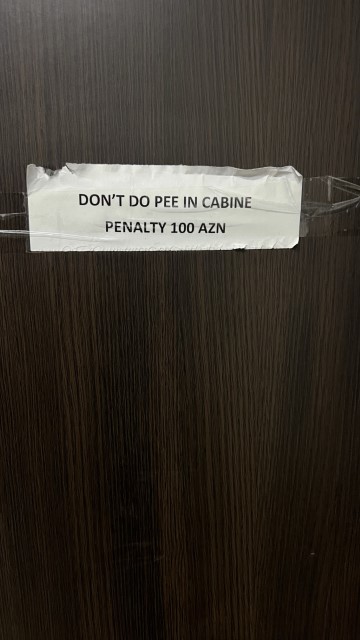 DON'T DO PEE IN CABINE
PENALTY 100 AZN